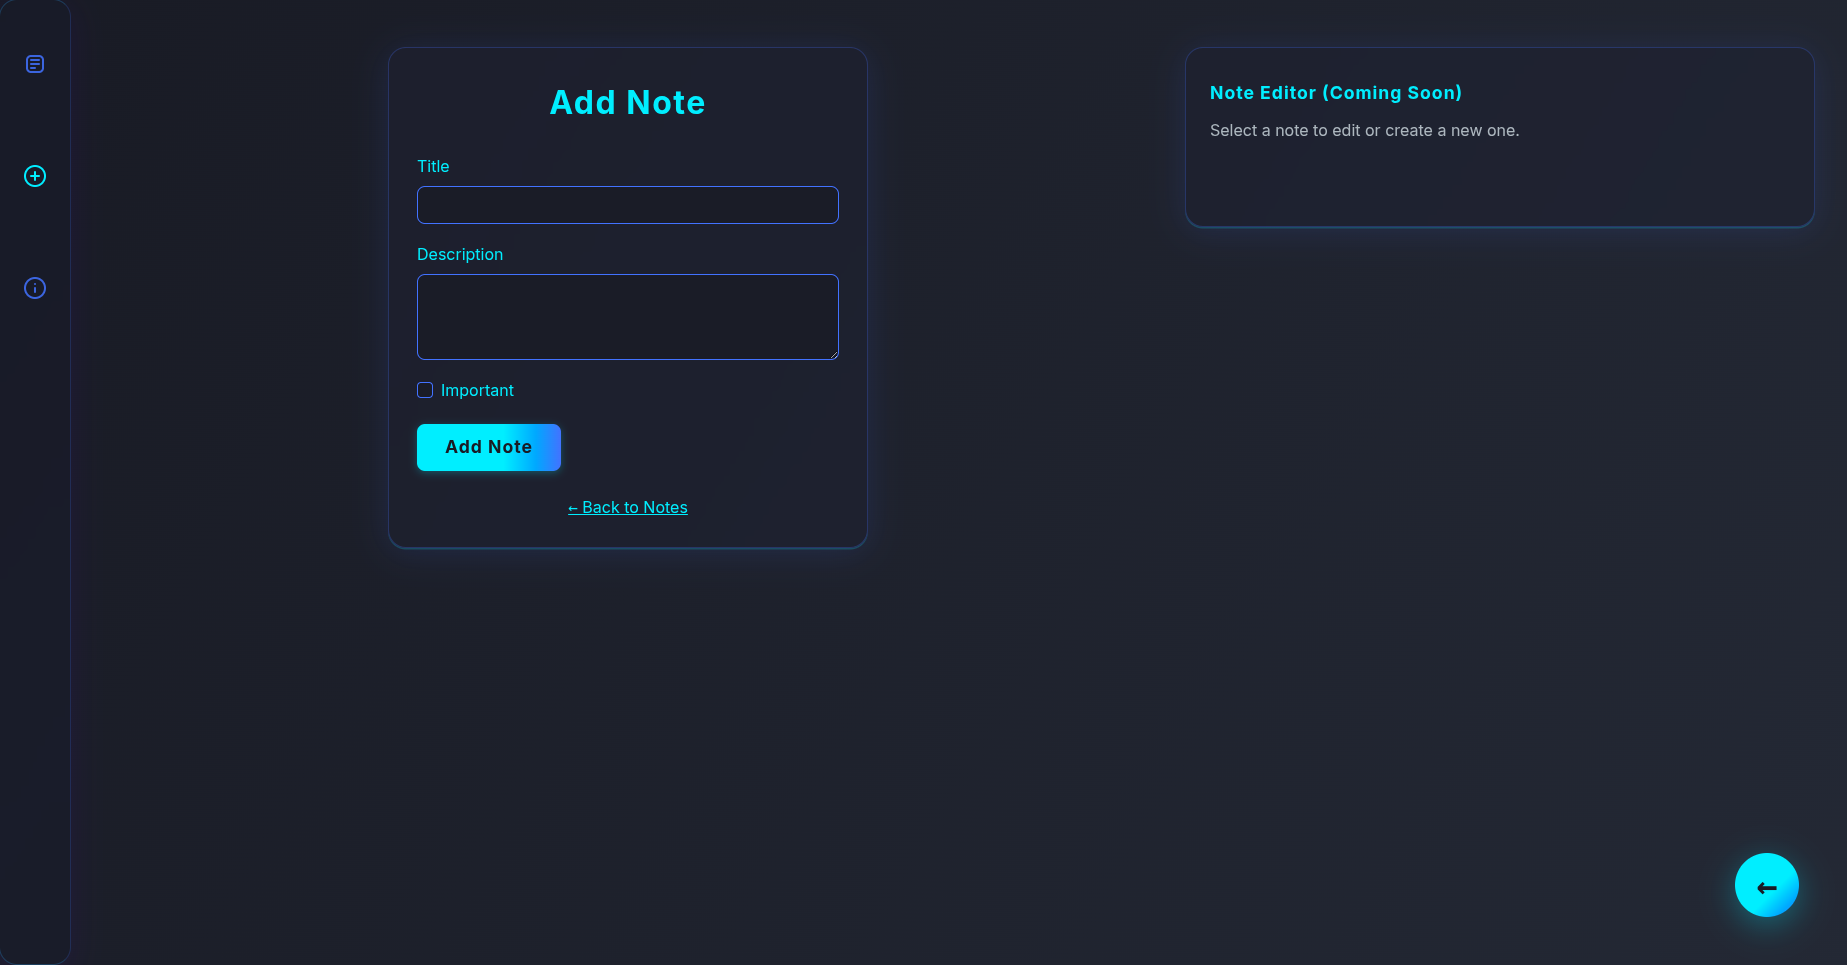 Add Note
Title
Description
Important
Add Note
← Back to Notes
Note Editor (Coming Soon)
Select a note to edit or create a new one.
←